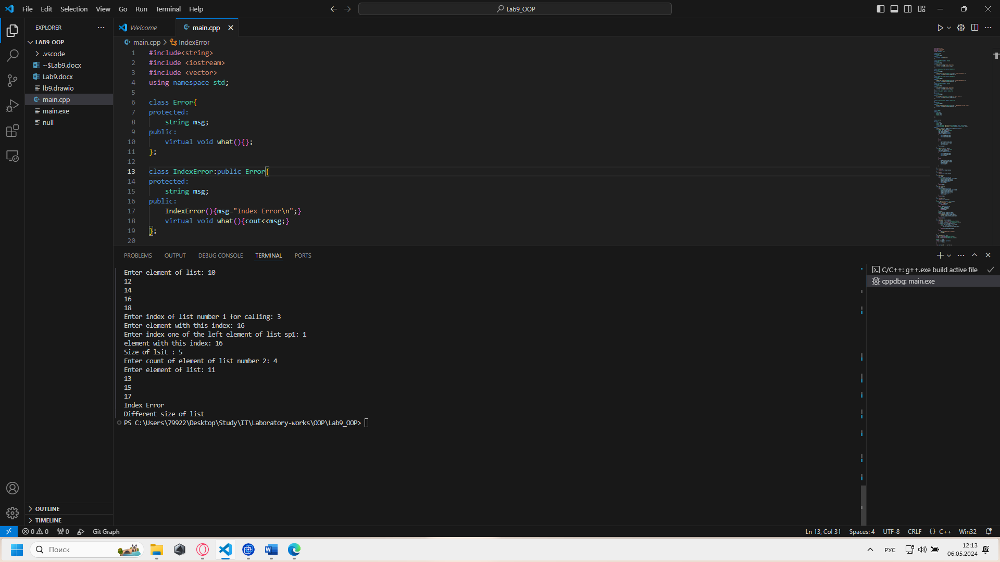 File Edit Selection View Go Run Terminal Help
Lab9_OOP
EXPLORER
LAB9_OOP
.vscode
~$Lab9.docx
Lab9.docx
lb9.drawio
main.cpp
main.exe
null
OUTLINE
TIMELINE
Welcome
main.cpp
main.cpp > IndexError
1 #include<string>
2 #include <iostream>
3 #include <vector>
4 using namespace std;
5
6 class Error{
7 protected:
8 string msg;
9 public:
10 virtual void what(){};
11 };
12
13 class IndexError:public Error{
14 protected:
15 string msg;
16 public:
17 IndexError(){msg="Index Error\n";}
18 virtual void what(){cout<<msg;}
19 };
20
PROBLEMS OUTPUT DEBUG CONSOLE TERMINAL PORTS
Enter element of list: 10
12
14
16
18
Enter index of list number 1 for calling: 3
Enter element with this index: 16
Enter index one of the left element of list sp1: 1
element with this index: 16
Size of lsit : 5
Enter count of element of list number 2: 4
Enter element of list: 11
13
15
17
Index Error
Different size of list
PS C:\Users\79922\Desktop\Study\IT\Laboratory-works\OOP\Lab9_OOP>
C/C++: g++.exe build active file
cppdbg: main.exe
0 0 0 Git Graph
Ln 13, Col 31 Spaces: 4 UTF-8 CRLF {} C++ Win32
Поиск
РУС
12:13
06.05.2024